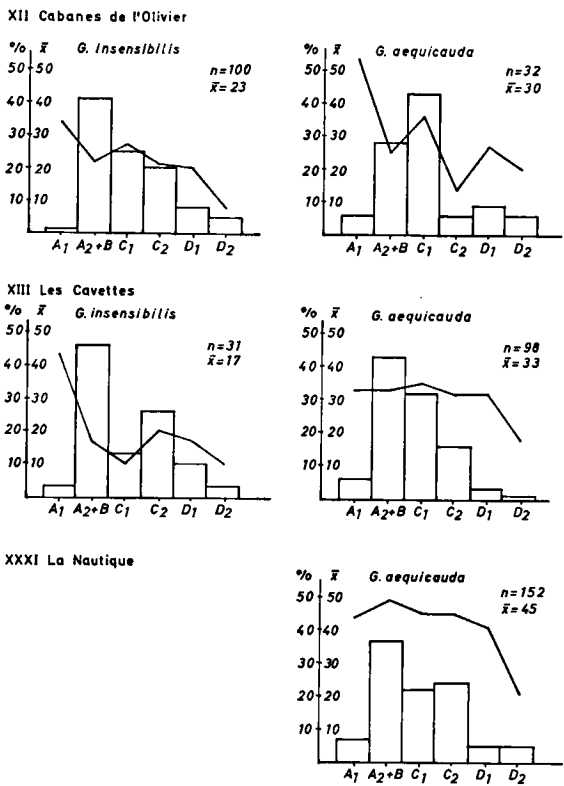 XII Cabanes de l'Olivier
% x̄ G. insensibilis
50 50
n=100
x̄=23
40 40
30 30
20 20
10 10
A1 A2+B C1 C2 D1 D2
% x̄ G. aequicauda
50 50
n=32
x̄=30
40 40
30 30
20 20
10 10
A1 A2+B C1 C2 D1 D2
XIII Les Cavettes
% x̄ G. insensibilis
50 50
n=31
x̄=17
40 40
30 30
20 20
10 10
A1 A2+B C1 C2 D1 D2
% x̄ G. aequicauda
50 50
n=98
x̄=33
40 40
30 30
20 20
10 10
A1 A2+B C1 C2 D1 D2
XXXI La Nautique
% x̄ G. aequicauda
50 50
n=152
x̄=45
40 40
30 30
20 20
10 10
A1 A2+B C1 C2 D1 D2